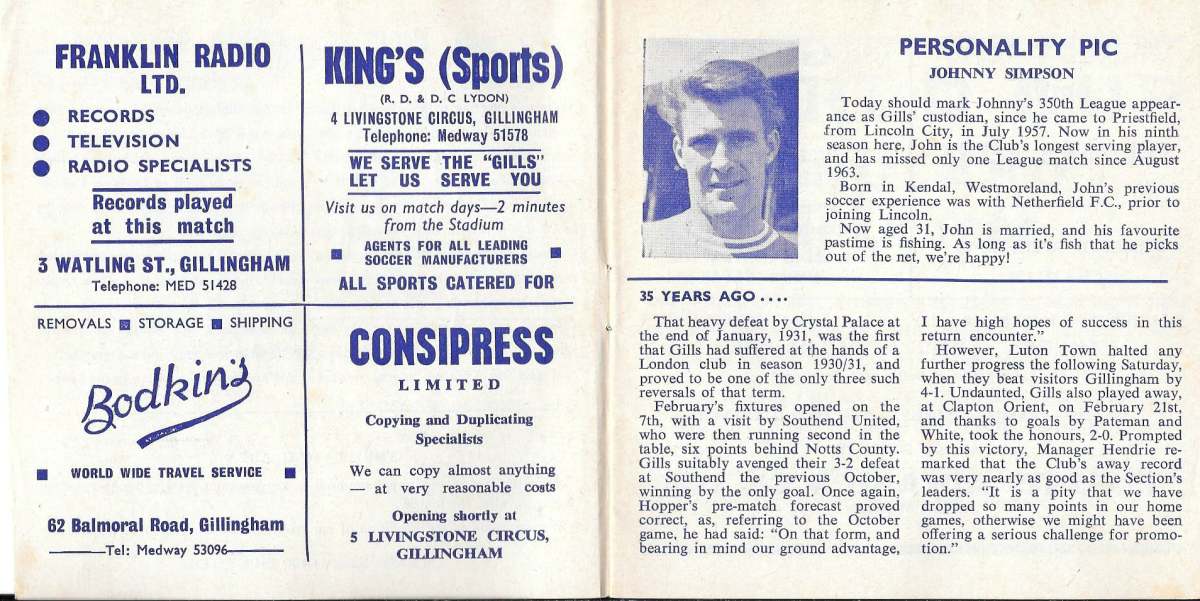 FRANKLIN RADIO
LTD.
● RECORDS
● TELEVISION
● RADIO SPECIALISTS
Records played
at this match
3 WATLING ST., GILLINGHAM
Telephone: MED 51428
KING'S (Sports)
(R. D. & D. C LYDON)
4 LIVINGSTONE CIRCUS, GILLINGHAM
Telephone: Medway 51578
WE SERVE THE "GILLS"
LET US SERVE YOU
Visit us on match days—2 minutes
from the Stadium
■ AGENTS FOR ALL LEADING ■
SOCCER MANUFACTURERS
ALL SPORTS CATERED FOR
REMOVALS ■ STORAGE ■ SHIPPING
Bodkin's
■ WORLD WIDE TRAVEL SERVICE ■
62 Balmoral Road, Gillingham
Tel: Medway 53096
CONSIPRESS
LIMITED
Copying and Duplicating
Specialists
We can copy almost anything
— at very reasonable costs
Opening shortly at
5 LIVINGSTONE CIRCUS,
GILLINGHAM
PERSONALITY PIC
JOHNNY SIMPSON
Today should mark Johnny's 350th League appear-
ance as Gills' custodian, since he came to Priestfield,
from Lincoln City, in July 1957. Now in his ninth
season here, John is the Club's longest serving player,
and has missed only one League match since August
1963.
Born in Kendal, Westmoreland, John's previous
soccer experience was with Netherfield F.C., prior to
joining Lincoln.
Now aged 31, John is married, and his favourite
pastime is fishing. As long as it's fish that he picks
out of the net, we're happy!
35 YEARS AGO . . . .
That heavy defeat by Crystal Palace at
the end of January, 1931, was the first
that Gills had suffered at the hands of a
London club in season 1930/31, and
proved to be one of the only three such
reversals of that term.
February's fixtures opened on the
7th, with a visit by Southend United,
who were then running second in the
table, six points behind Notts County.
Gills suitably avenged their 3-2 defeat
at Southend the previous October,
winning by the only goal. Once again,
Hopper's pre-match forecast proved
correct, as, referring to the October
game, he had said: "On that form, and
bearing in mind our ground advantage,
I have high hopes of success in this
return encounter."
However, Luton Town halted any
further progress the following Saturday,
when they beat visitors Gillingham by
4-1. Undaunted, Gills also played away,
at Clapton Orient, on February 21st,
and thanks to goals by Pateman and
White, took the honours, 2-0. Prompted
by this victory, Manager Hendrie re-
marked that the Club's away record
was very nearly as good as the Section's
leaders. "It is a pity that we have
dropped so many points in our home
games, otherwise we might have been
offering a serious challenge for promo-
tion."